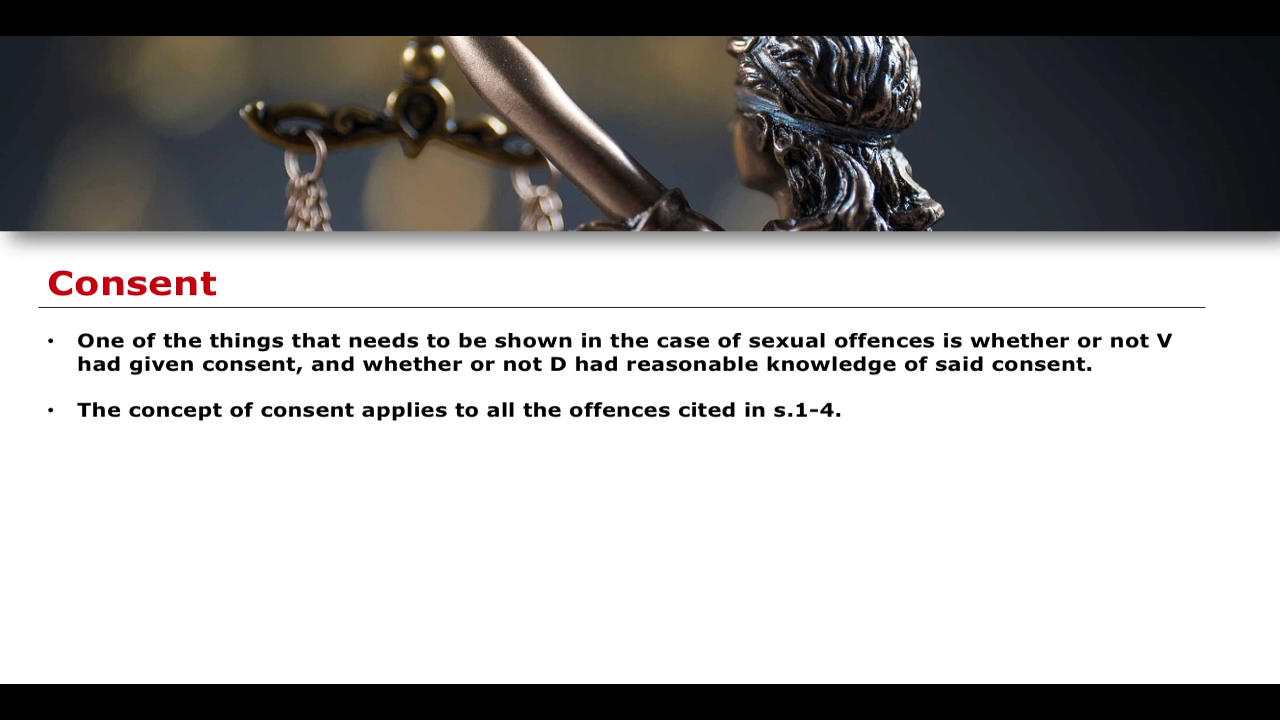 Consent
• One of the things that needs to be shown in the case of sexual offences is whether or not V
had given consent, and whether or not D had reasonable knowledge of said consent.
• The concept of consent applies to all the offences cited in s.1-4.